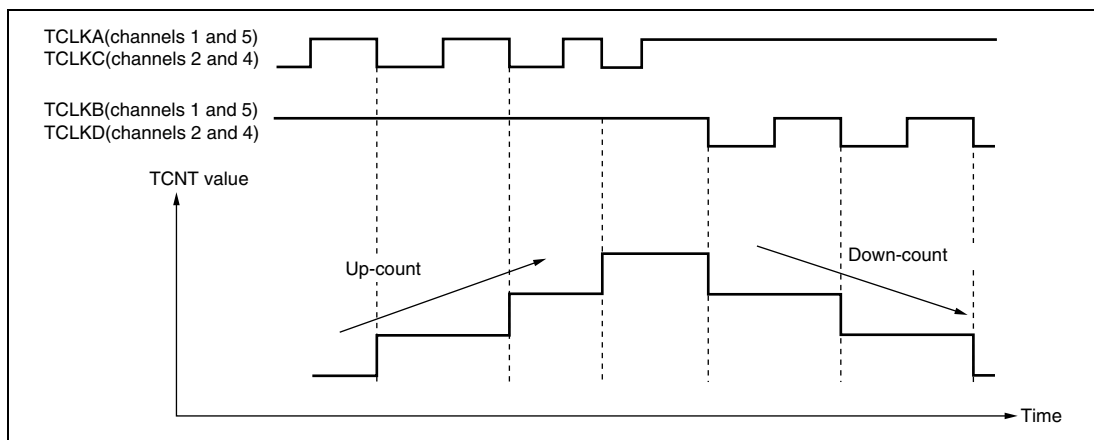 TCLKA(channels 1 and 5)
TCLKC(channels 2 and 4)
TCLKB(channels 1 and 5)
TCLKD(channels 2 and 4)
TCNT value
Up-count
Down-count
Time